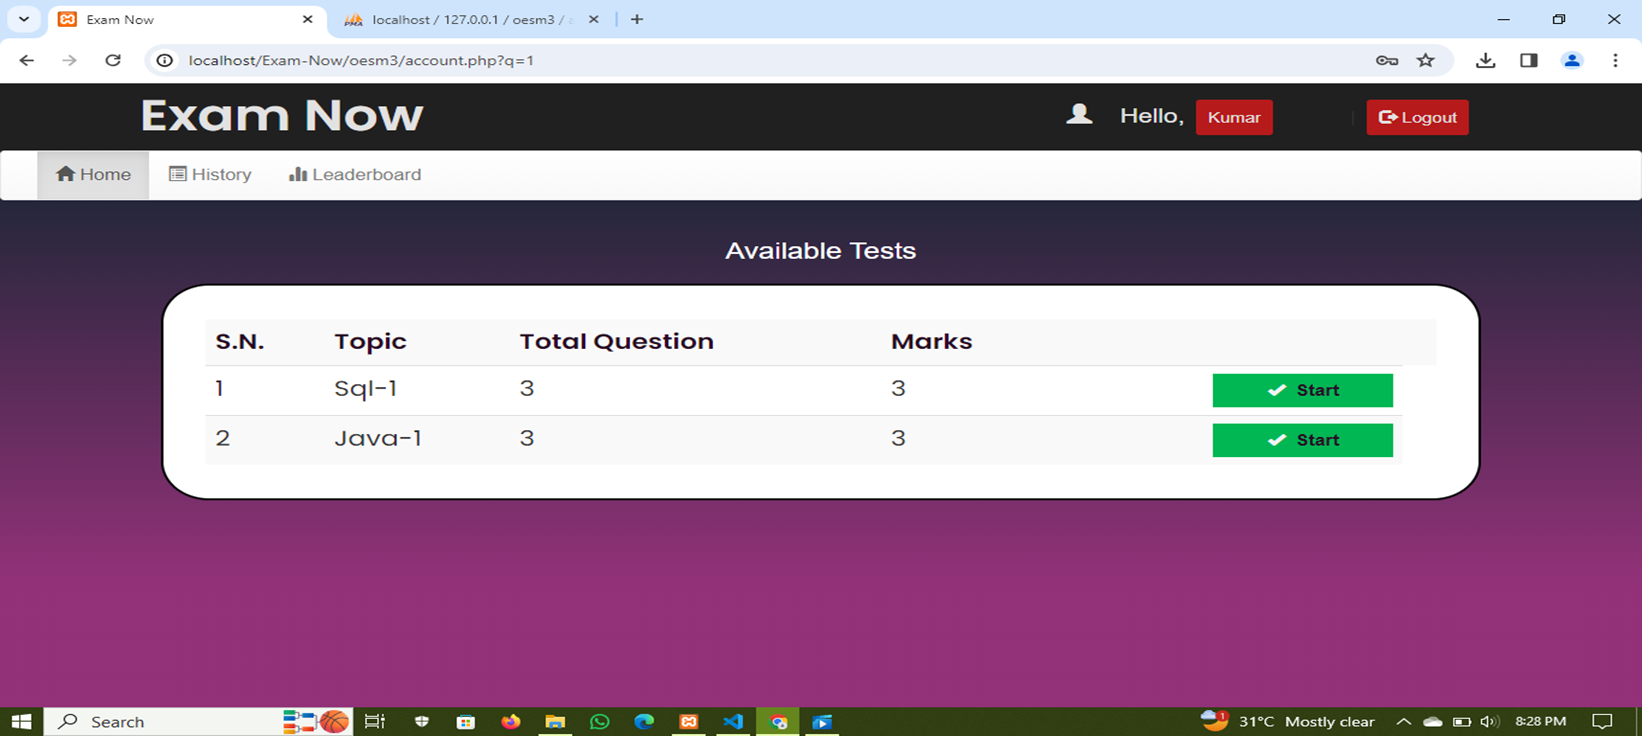 Exam Now
localhost / 127.0.0.1 / oesm3 /
localhost/Exam-Now/oesm3/account.php?q=1
Exam Now
Hello, Kumar
Logout
Home History Leaderboard
Available Tests
S.N. Topic Total Question Marks
1 Sql-1 3 3 Start
2 Java-1 3 3 Start
Search
1 31°C Mostly clear 8:28 PM